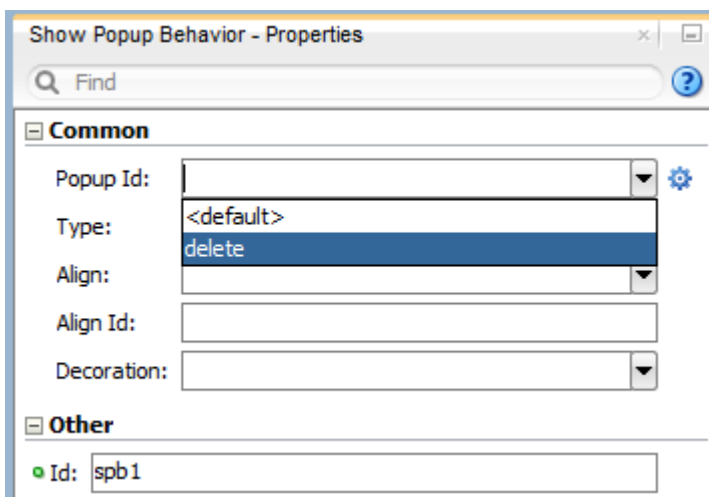 Show Popup Behavior - Properties
Find
Common
Popup Id:
<default>
Type:
delete
Align:
Align Id:
Decoration:
Other
Id: spb1